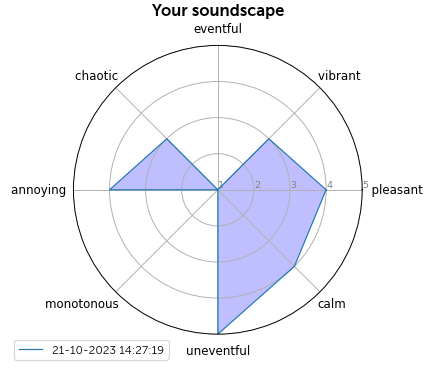 Your soundscape
eventful
chaotic
vibrant
annoying
1 2 3 4 5
pleasant
monotonous
calm
uneventful
21-10-2023 14:27:19